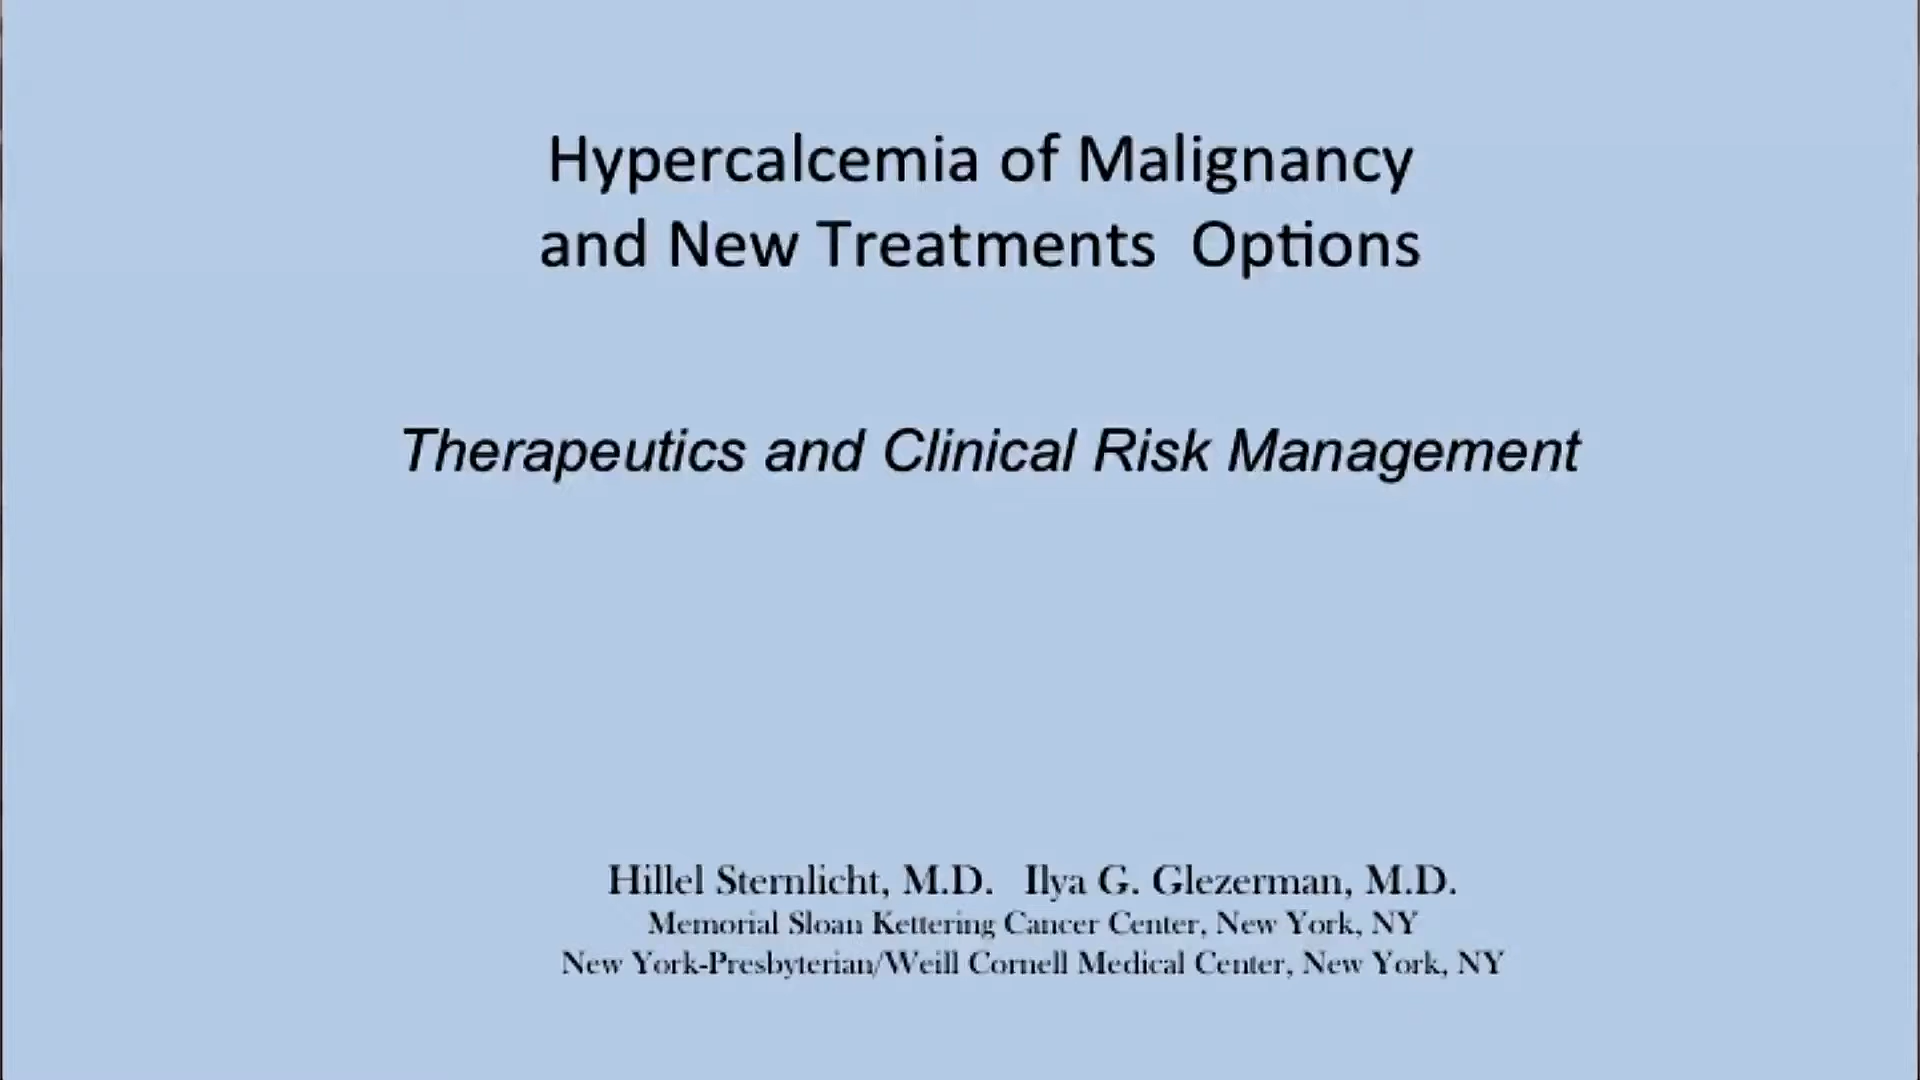 Hypercalcemia of Malignancy
and New Treatments Options
Therapeutics and Clinical Risk Management
Hillel Sternlicht, M.D. Ilya G. Glezerman, M.D.
Memorial Sloan Kettering Cancer Center, New York, NY
New York-Presbyterian/Weill Cornell Medical Center, New York, NY